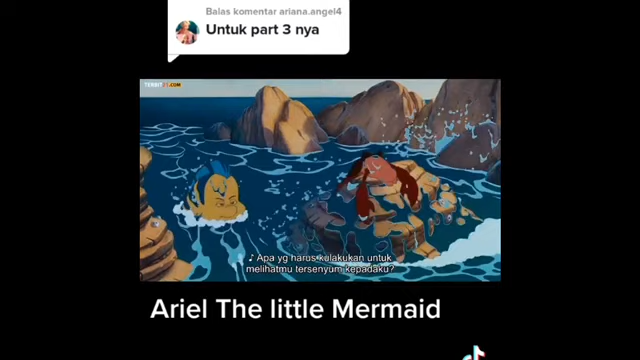 Balas komentar ariana.angel4
Untuk part 3 nya
♪ Apa yg harus kulakukan untuk
melihatmu tersenyum kepadaku?
Ariel The little Mermaid